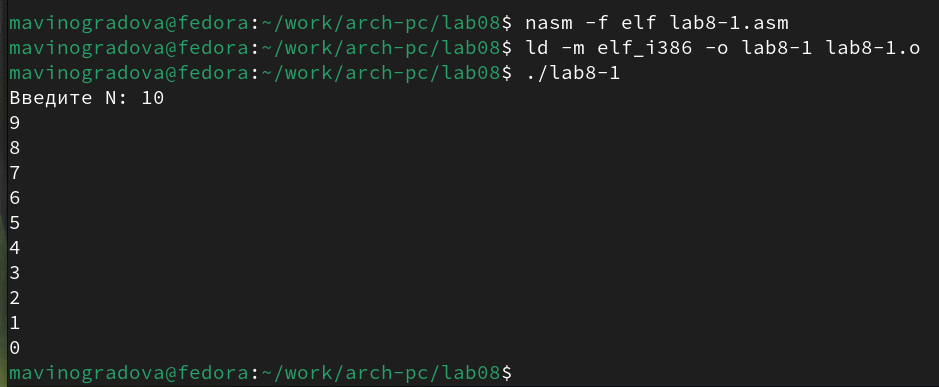 mavinogradova@fedora:~/work/arch-pc/lab08$ nasm -f elf lab8-1.asm
mavinogradova@fedora:~/work/arch-pc/lab08$ ld -m elf_i386 -o lab8-1 lab8-1.o
mavinogradova@fedora:~/work/arch-pc/lab08$ ./lab8-1
Введите N: 10
9
8
7
6
5
4
3
2
1
0
mavinogradova@fedora:~/work/arch-pc/lab08$